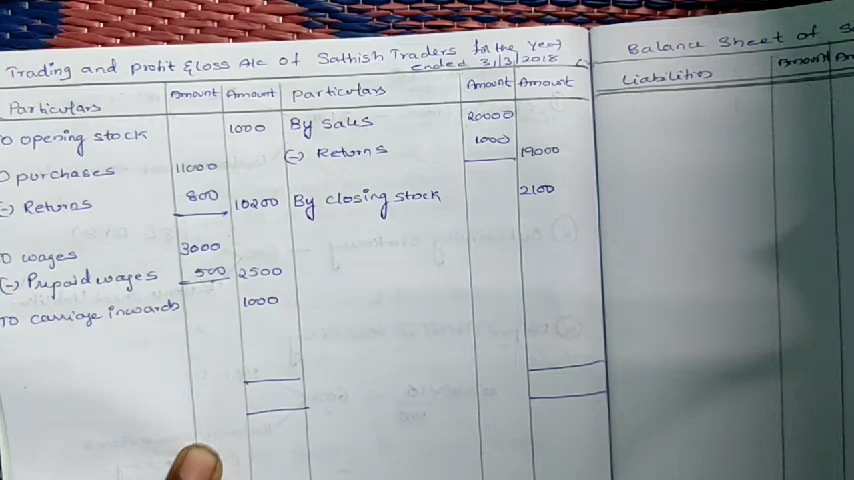 Trading and Profit & Loss A/c of Sathish Traders for the Year
ended 31/3/2018
Particulars Amount Amount Particulars Amount Amount
To opening stock 1000 By sales 20000
(-) Returns 1000 19000
To purchases 11000
(-) Returns 800 10200 By closing stock 2100
To wages 3000
(-) Prepaid wages 500 2500
To carriage inwards 1000
Balance Sheet of
Liabilities Amount